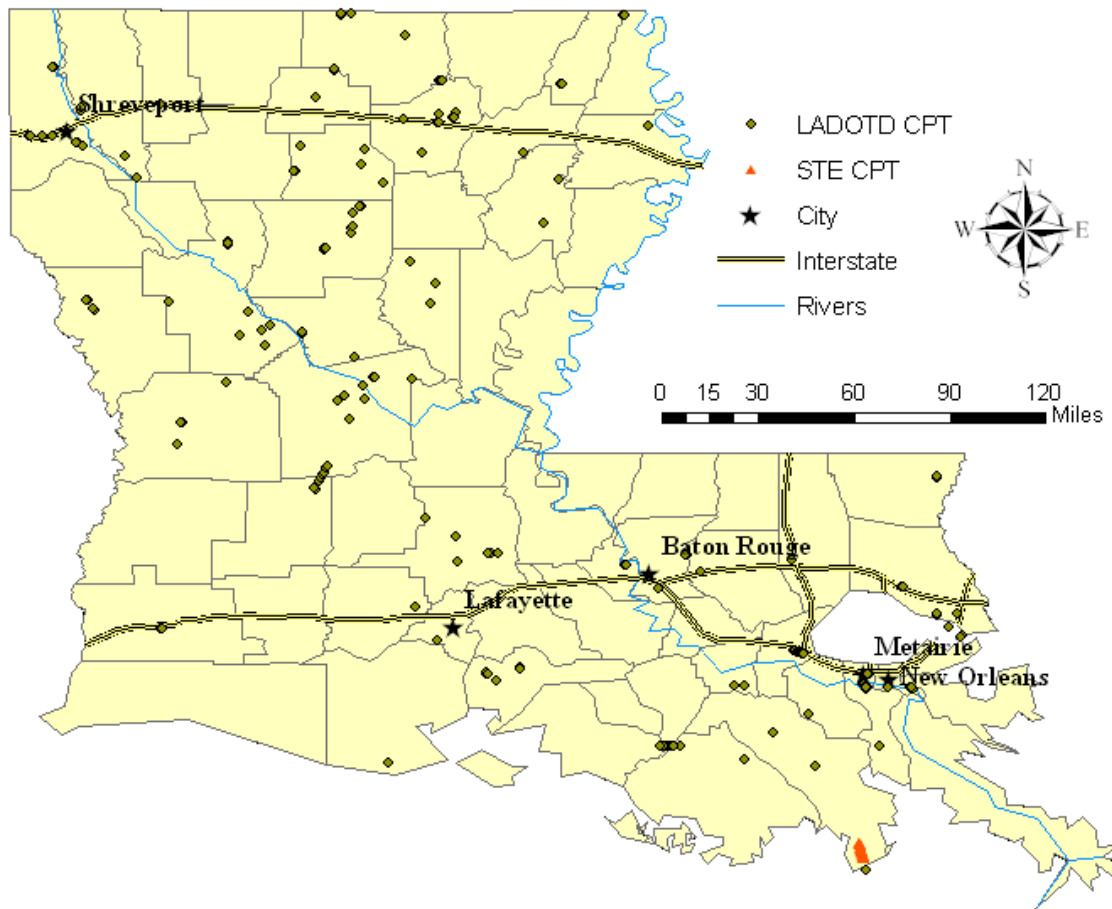 Shreveport
LADOTD CPT
STE CPT
City
Interstate
Rivers
N
W E
S
0 15 30 60 90 120
Miles
Baton Rouge
Lafayette
Metairie
New Orleans